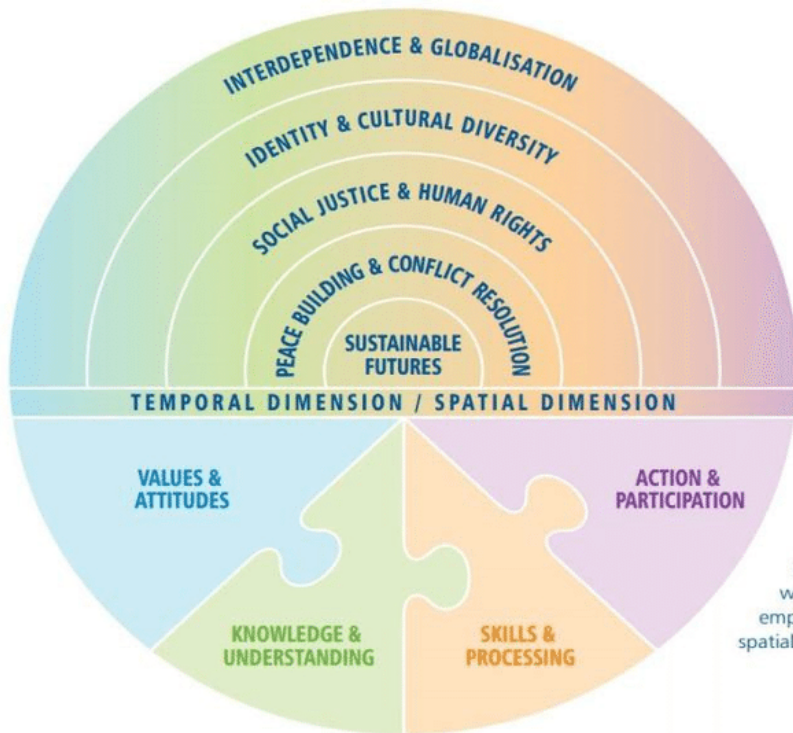 INTERDEPENDENCE & GLOBALISATION
IDENTITY & CULTURAL DIVERSITY
SOCIAL JUSTICE & HUMAN RIGHTS
PEACE BUILDING & CONFLICT RESOLUTION
SUSTAINABLE
FUTURES
TEMPORAL DIMENSION / SPATIAL DIMENSION
VALUES &
ATTITUDES
ACTION &
PARTICIPATION
KNOWLEDGE &
UNDERSTANDING
SKILLS &
PROCESSING
w
emp
spatial